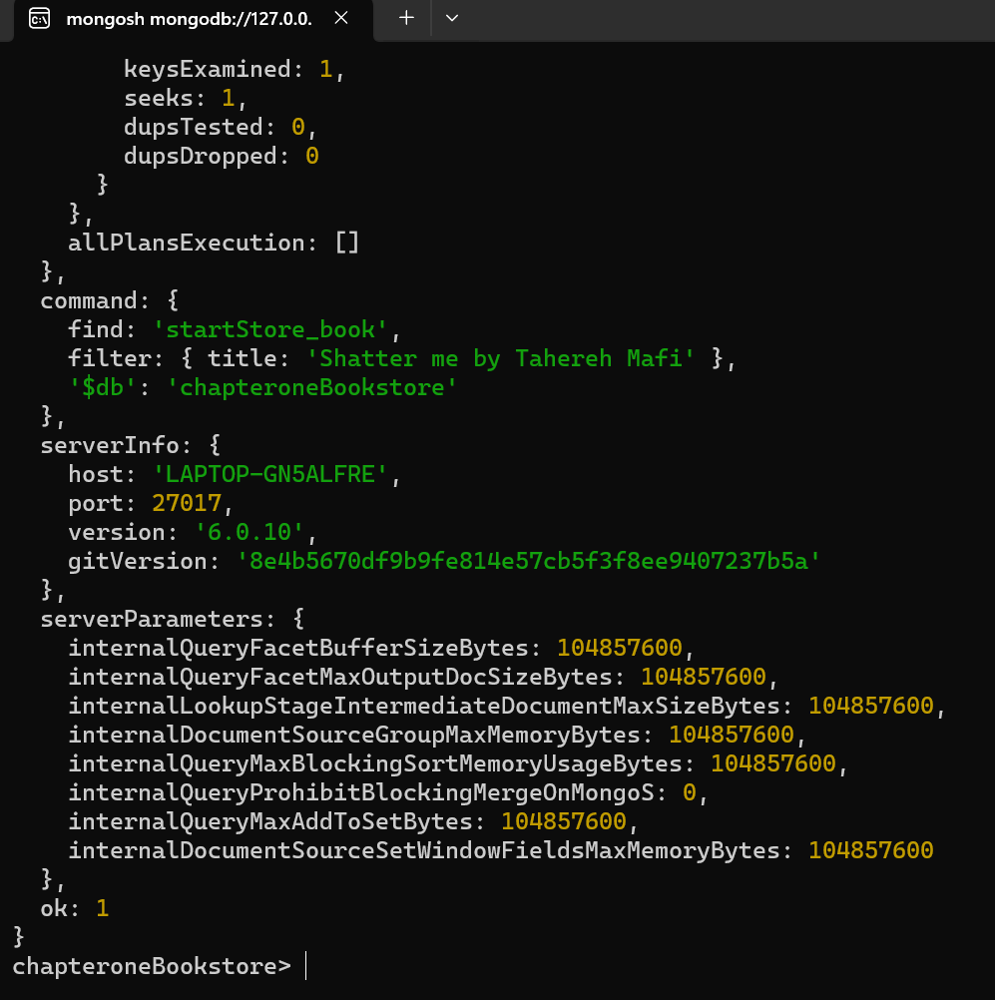 mongosh mongodb://127.0.0.
keysExamined: 1,
seeks: 1,
dupsTested: 0,
dupsDropped: 0
}
},
allPlansExecution: []
},
command: {
find: 'startStore_book',
filter: { title: 'Shatter me by Tahereh Mafi' },
'$db': 'chapteroneBookstore'
},
serverInfo: {
host: 'LAPTOP-GN5ALFRE',
port: 27017,
version: '6.0.10',
gitVersion: '8e4b5670df9b9fe814e57cb5f3f8ee9407237b5a'
},
serverParameters: {
internalQueryFacetBufferSizeBytes: 104857600,
internalQueryFacetMaxOutputDocSizeBytes: 104857600,
internalLookupStageIntermediateDocumentMaxSizeBytes: 104857600,
internalDocumentSourceGroupMaxMemoryBytes: 104857600,
internalQueryMaxBlockingSortMemoryUsageBytes: 104857600,
internalQueryProhibitBlockingMergeOnMongoS: 0,
internalQueryMaxAddToSetBytes: 104857600,
internalDocumentSourceSetWindowFieldsMaxMemoryBytes: 104857600
},
ok: 1
}
chapteroneBookstore>